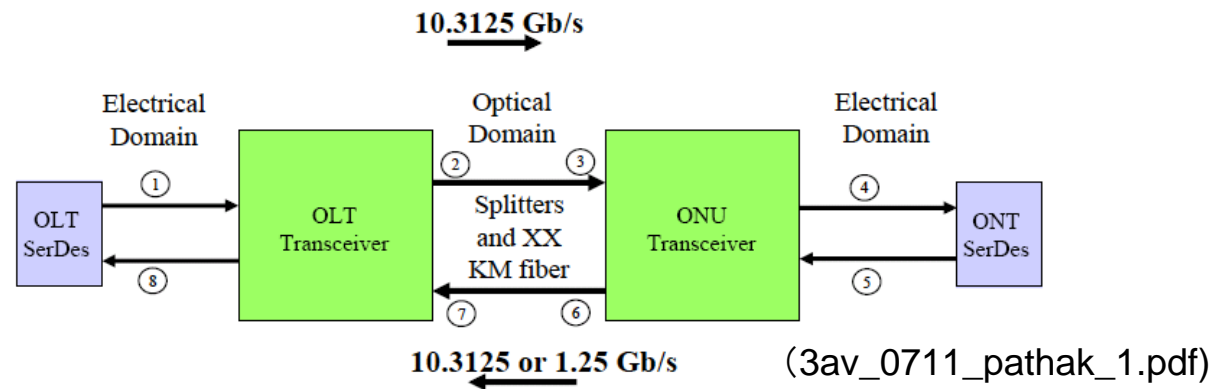 10.3125 Gb/s
Electrical
Domain
Optical
Domain
Electrical
Domain
①
②
③
④
OLT
SerDes
OLT
Transceiver
Splitters
and XX
KM fiber
ONU
Transceiver
ONT
SerDes
⑧
⑦
⑥
⑤
10.3125 or 1.25 Gb/s
（3av_0711_pathak_1.pdf)